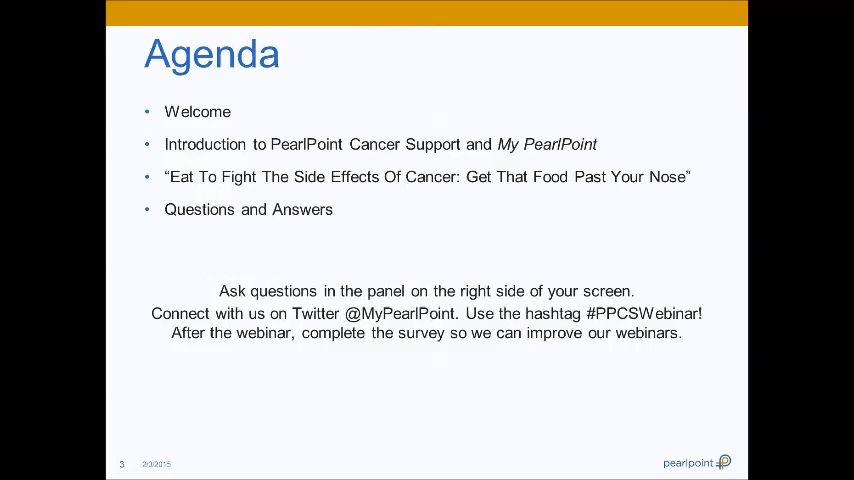 Agenda
• Welcome
• Introduction to PearlPoint Cancer Support and My PearlPoint
• “Eat To Fight The Side Effects Of Cancer: Get That Food Past Your Nose”
• Questions and Answers
Ask questions in the panel on the right side of your screen.
Connect with us on Twitter @MyPearlPoint. Use the hashtag #PPCSWebinar!
After the webinar, complete the survey so we can improve our webinars.
3 2/3/2015 pearlpoint